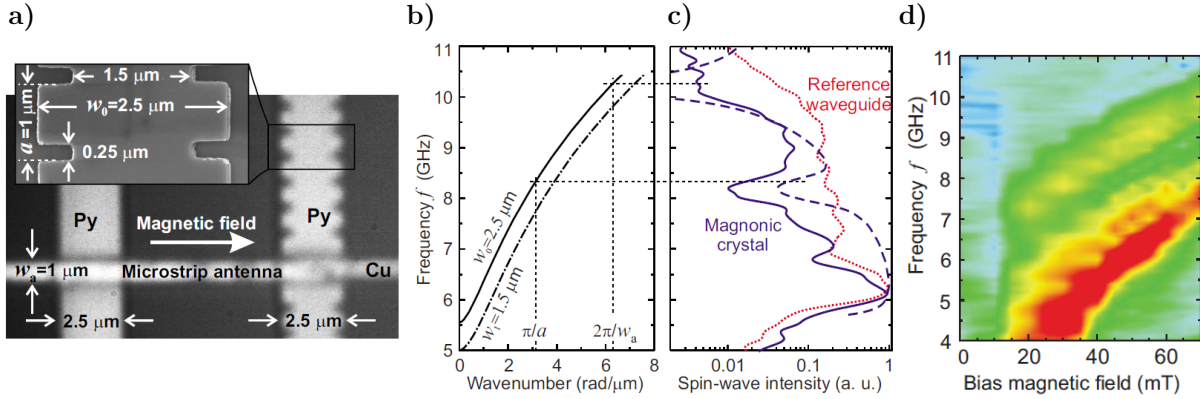 a)
1.5 μm
w₀=2.5 μm
a=1 μm
0.25 μm
Py
Magnetic field
Py
wₐ=1 μm
Microstrip antenna
Cu
2.5 μm
2.5 μm
b)
11
10
9
8
7
6
5
Frequency f (GHz)
w₀=2.5 μm
w₁=1.5 μm
π/a
2π/wₐ
0
2
4
6
8
Wavenumber (rad/μm)
c)
Reference
waveguide
Magnonic
crystal
0.01
0.1
1
Spin-wave intensity (a. u.)
d)
11
10
9
8
7
6
5
4
Frequency f (GHz)
0
20
40
60
Bias magnetic field (mT)